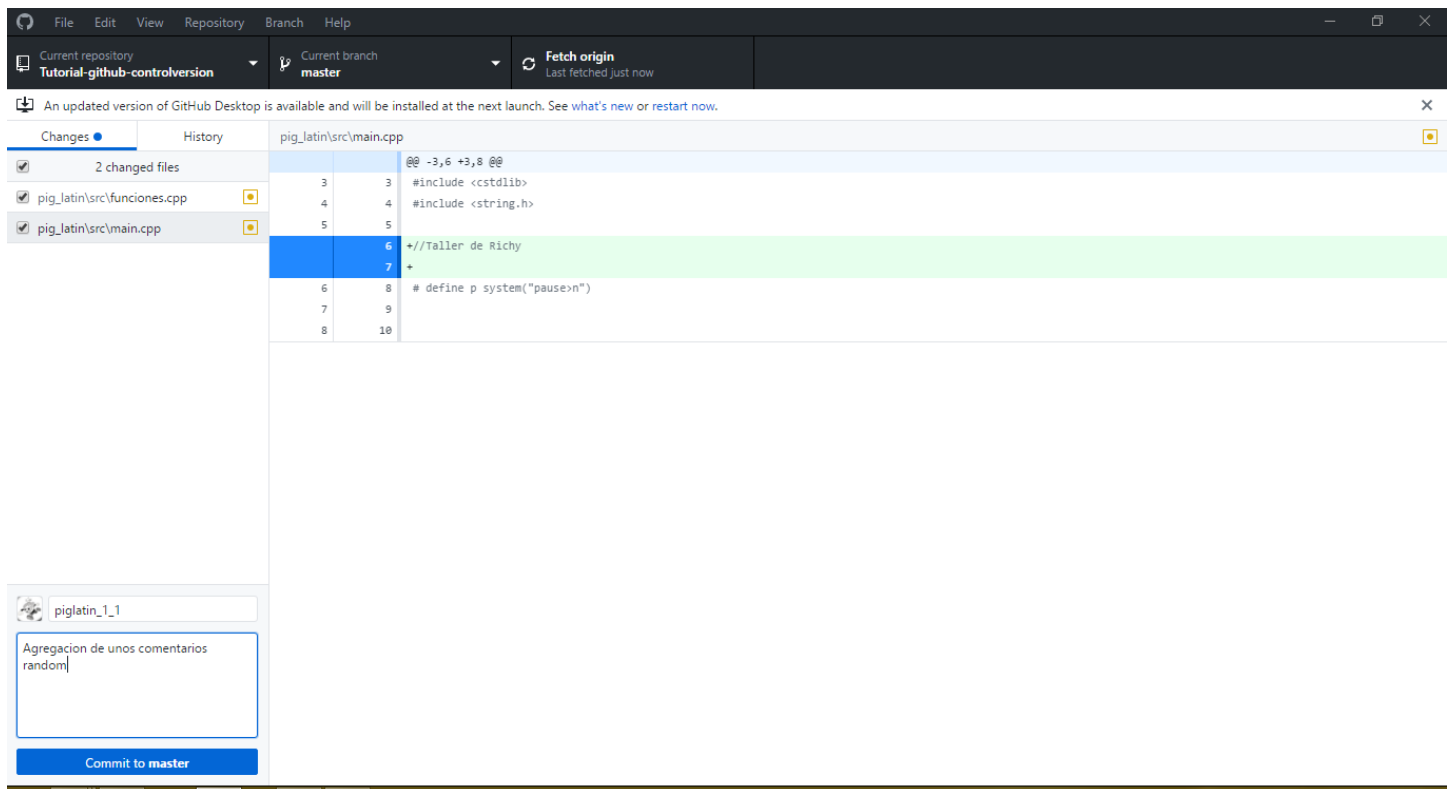 File Edit View Repository Branch Help
Current repository
Tutorial-github-controlversion
Current branch
master
Fetch origin
Last fetched just now
An updated version of GitHub Desktop is available and will be installed at the next launch. See what's new or restart now.
Changes History
2 changed files
pig_latin\src\funciones.cpp
pig_latin\src\main.cpp
pig_latin\src\main.cpp
@@ -3,6 +3,8 @@
3 3 #include <cstdlib>
4 4 #include <string.h>
5 5
6 +//Taller de Richy
7 +
6 8 # define p system("pause>n")
7 9
8 10
piglatin_1_1
Agregacion de unos comentarios
random
Commit to master